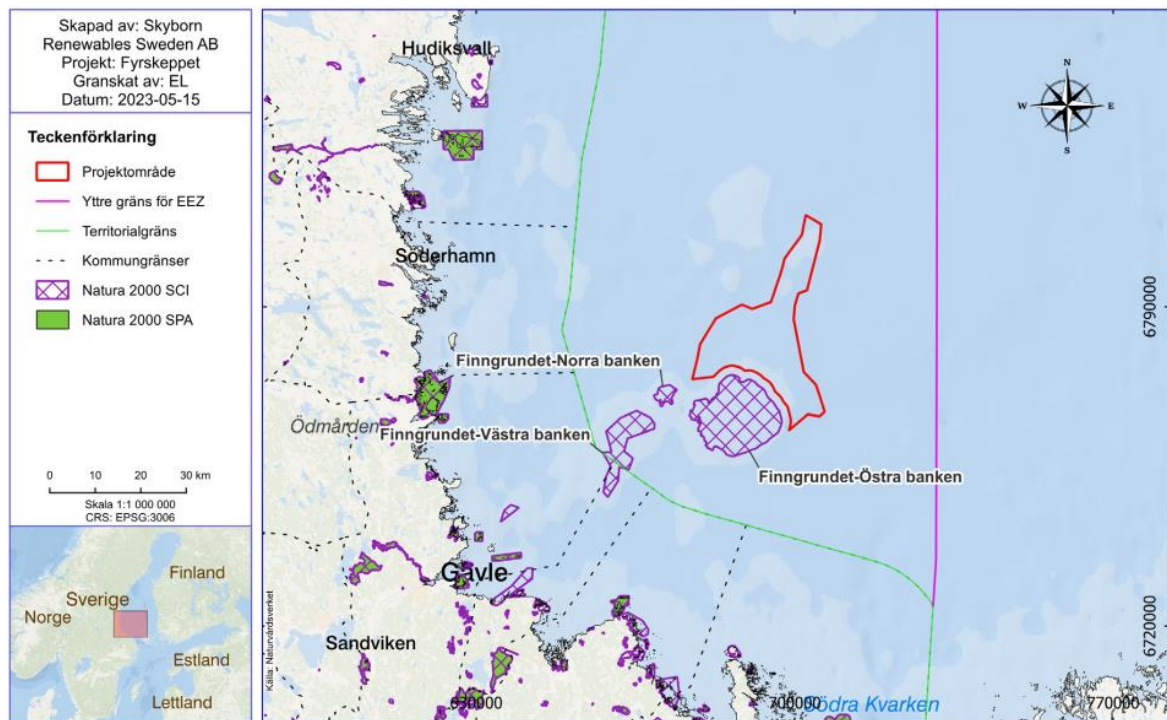 Skapad av: Skyborn
Renewables Sweden AB
Projekt: Fyrskeppet
Granskat av: EL
Datum: 2023-05-15
Teckenförklaring
Projektområde
Yttre gräns för EEZ
Territorialgräns
Kommungränser
Natura 2000 SCI
Natura 2000 SPA
0 10 20 30 km
Skala 1:1 000 000
CRS: EPSG:3006
Finland
Sverige
Norge
Estland
Lettland
Hudiksvall
N
W E
S
Söderhamn
6790000
Finngrundet-Norra banken
Ödmården
Finngrundet-Västra banken
Finngrundet-Östra banken
Gävle
Sandviken
6720000
Källa: Naturvårdsverket
630000
700000
Södra Kvarken
770000